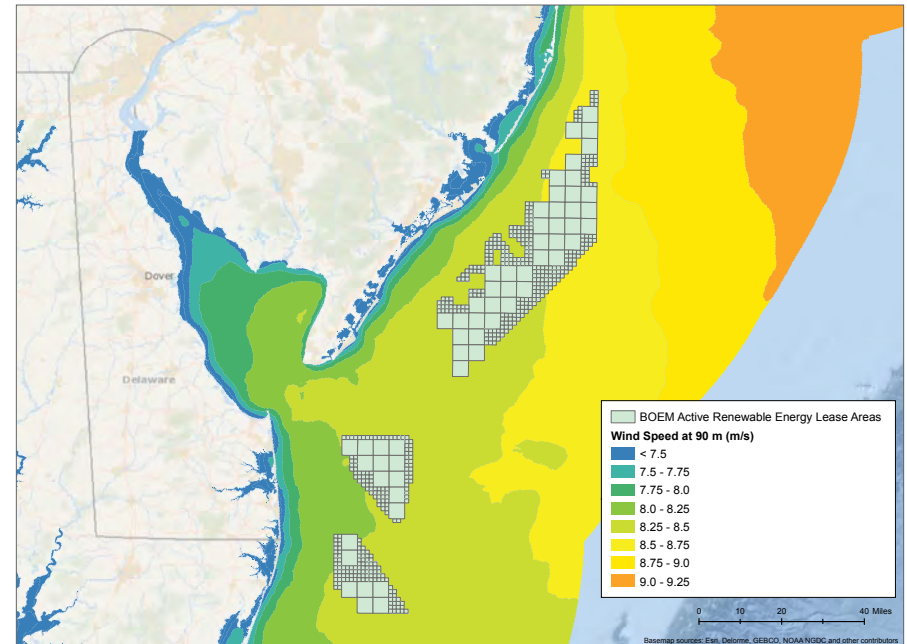 Dover
Delaware
BOEM Active Renewable Energy Lease Areas
Wind Speed at 90 m (m/s)
< 7.5
7.5 - 7.75
7.75 - 8.0
8.0 - 8.25
8.25 - 8.5
8.5 - 8.75
8.75 - 9.0
9.0 - 9.25
0 10 20 40 Miles
Basemap sources: Esri, Delorme, GEBCO, NOAA NGDC and other contributors